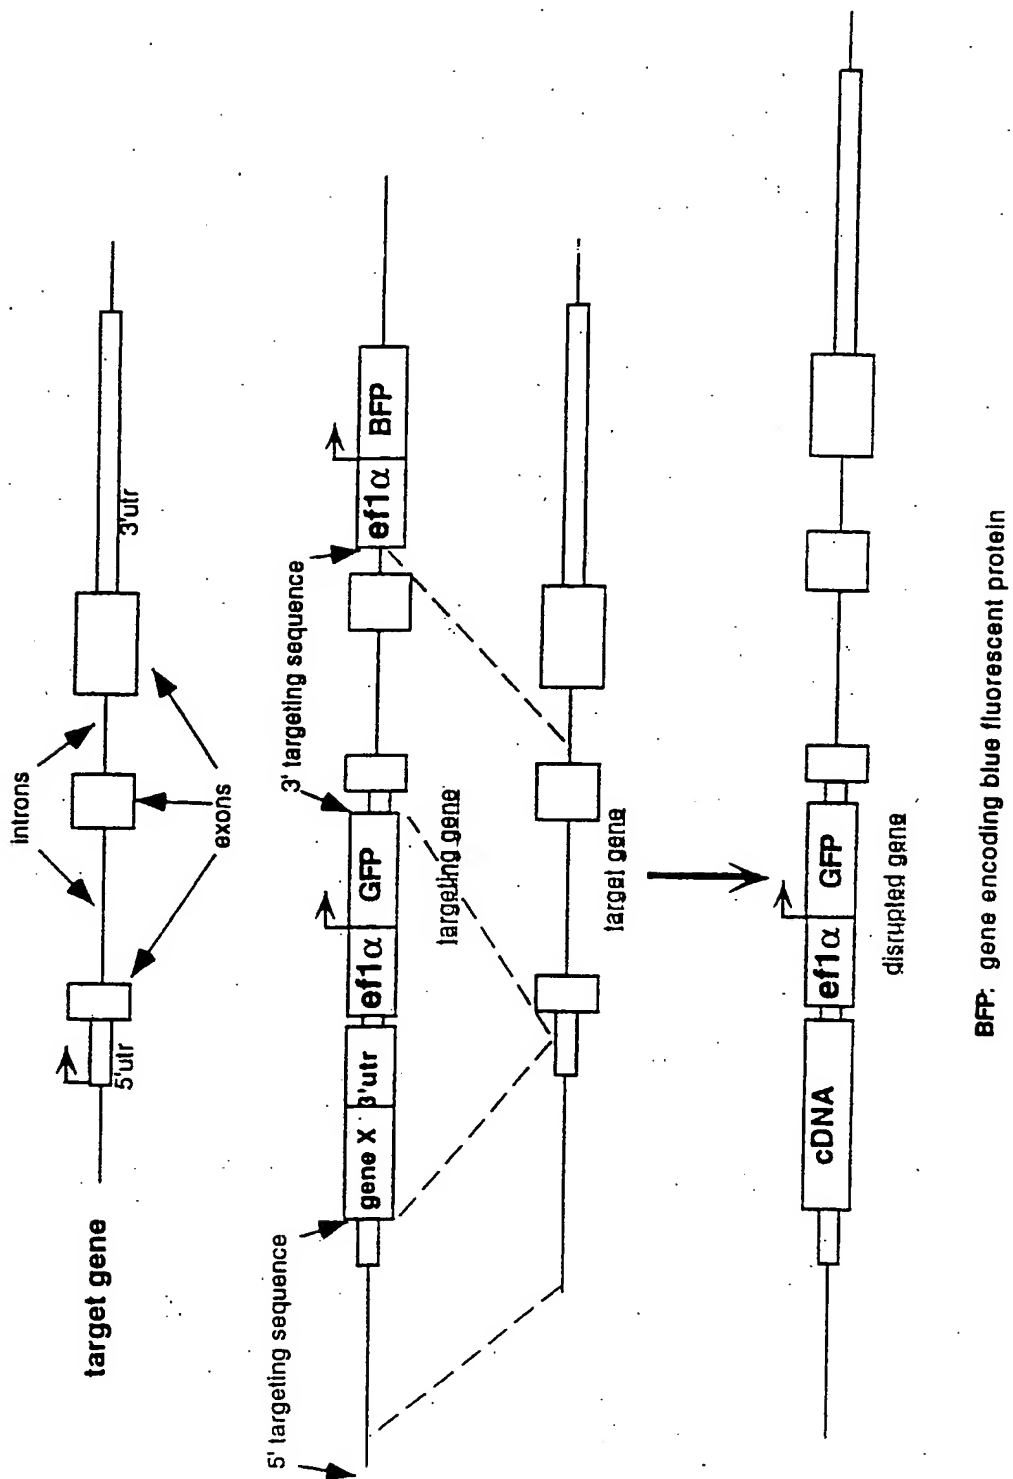 target gene
introns
5'utr
exons
3'utr
5' targeting sequence
3' targeting sequence
gene X
3'utr
ef1α
GFP
ef1α
BFP
targeting gene
target gene
cDNA
ef1α
GFP
disrupted gene
BFP: gene encoding blue fluorescent protein